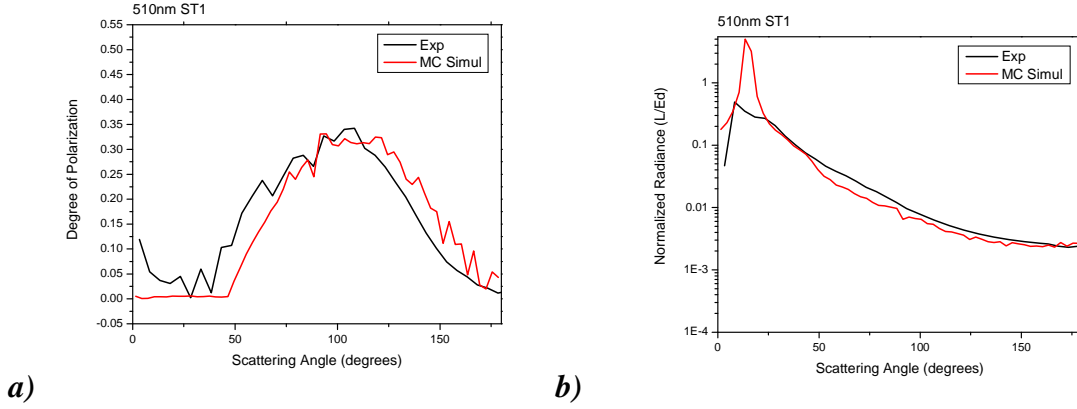 510nm ST1
0.55
0.50
0.45
0.40
0.35
0.30
0.25
0.20
0.15
0.10
0.05
0.00
-0.05
Degree of Polarization
Exp
MC Simul
0
50
100
150
Scattering Angle (degrees)
a)
510nm ST1
1
0.1
0.01
1E-3
1E-4
Normalized Radiance (L/Ed)
Exp
MC Simul
0
50
100
150
Scattering Angle (degrees)
b)